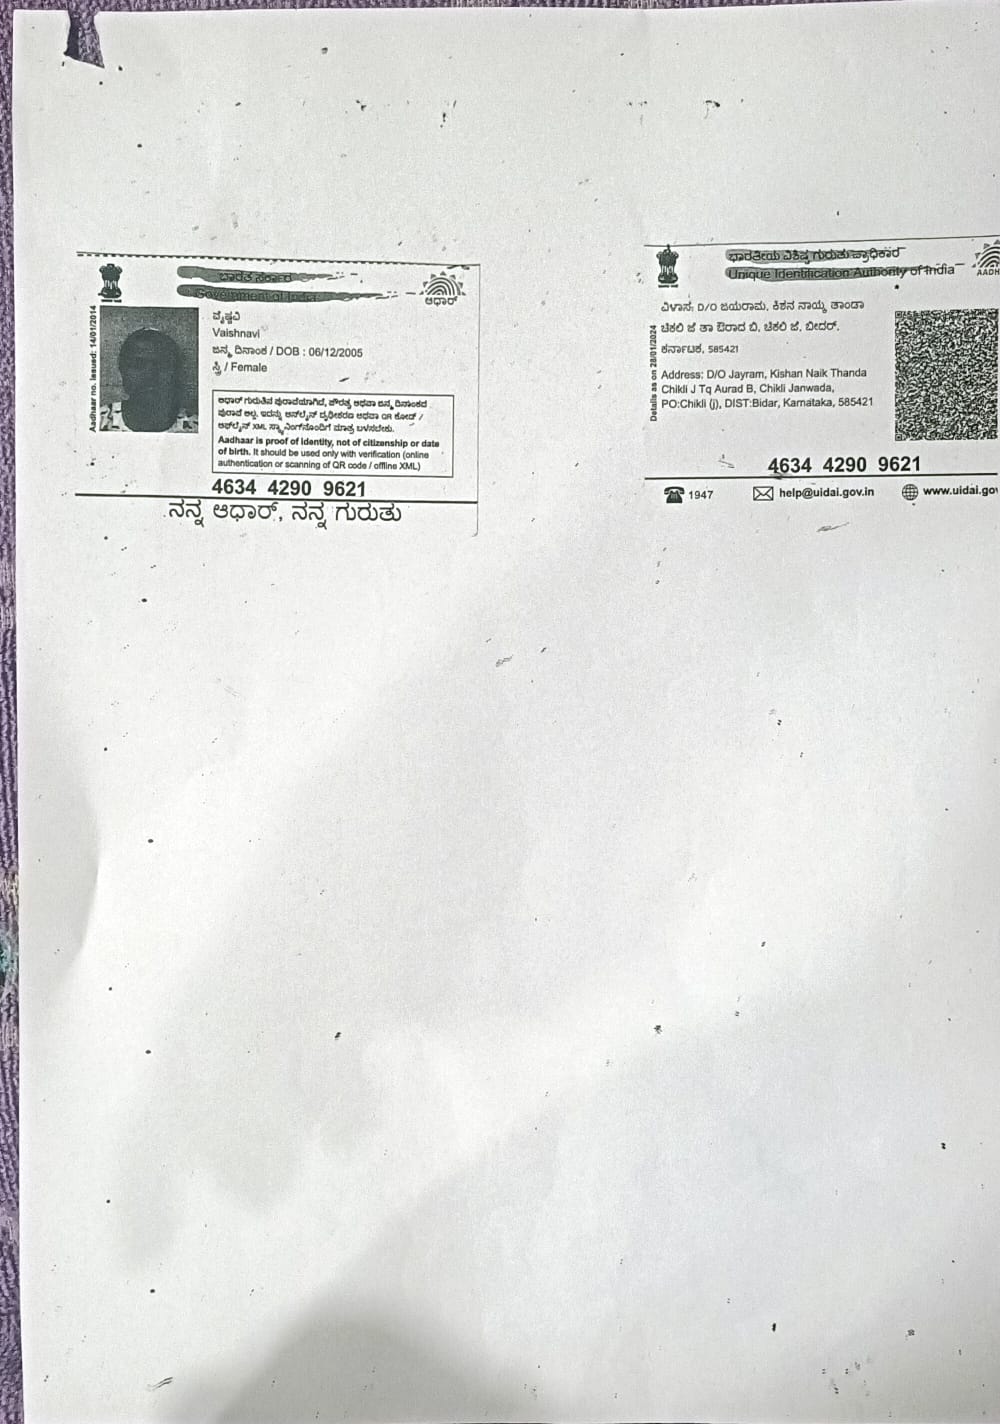 ಭಾರತ ಸರ್ಕಾರ
Government of India
ಆಧಾರ್
Aadhaar no. issued: 14/01/2014
ವೈಷ್ಣವಿ
Vaishnavi
ಜನ್ಮ ದಿನಾಂಕ / DOB : 06/12/2005
ಸ್ತ್ರೀ / Female
ಆಧಾರ್ ಗುರುತಿನ ಪುರಾವೆಯಾಗಿದೆ, ಪೌರತ್ವ ಅಥವಾ ಜನ್ಮ ದಿನಾಂಕದ
ಪುರಾವೆ ಅಲ್ಲ. ಇದನ್ನು ಆನ್‌ಲೈನ್ ದೃಢೀಕರಣ ಅಥವಾ QR ಕೋಡ್ /
ಆಫ್‌ಲೈನ್ XML ಸ್ಕ್ಯಾನಿಂಗ್‌ನೊಂದಿಗೆ ಮಾತ್ರ ಬಳಸಬೇಕು.
Aadhaar is proof of identity, not of citizenship or date
of birth. It should be used only with verification (online
authentication or scanning of QR code / offline XML)
4634 4290 9621
ನನ್ನ ಆಧಾರ್, ನನ್ನ ಗುರುತು
ಭಾರತೀಯ ವಿಶಿಷ್ಟ ಗುರುತು ಪ್ರಾಧಿಕಾರ
Unique Identification Authority of India
AADH
Details as on 28/01/2024
ವಿಳಾಸ: D/O ಜಯರಾಮ, ಕಿಶನ ನಾಯ್ಕ ತಾಂಡಾ
ಚಿಕಲಿ ಜೆ ತಾ ಔರಾದ ಬಿ, ಚಿಕಲಿ ಜೆ, ಬೀದರ್,
ಕರ್ನಾಟಕ, 585421
Address: D/O Jayram, Kishan Naik Thanda
Chikli J Tq Aurad B, Chikli Janwada,
PO:Chikli (j), DIST:Bidar, Karnataka, 585421
4634 4290 9621
1947
help@uidai.gov.in
www.uidai.gov